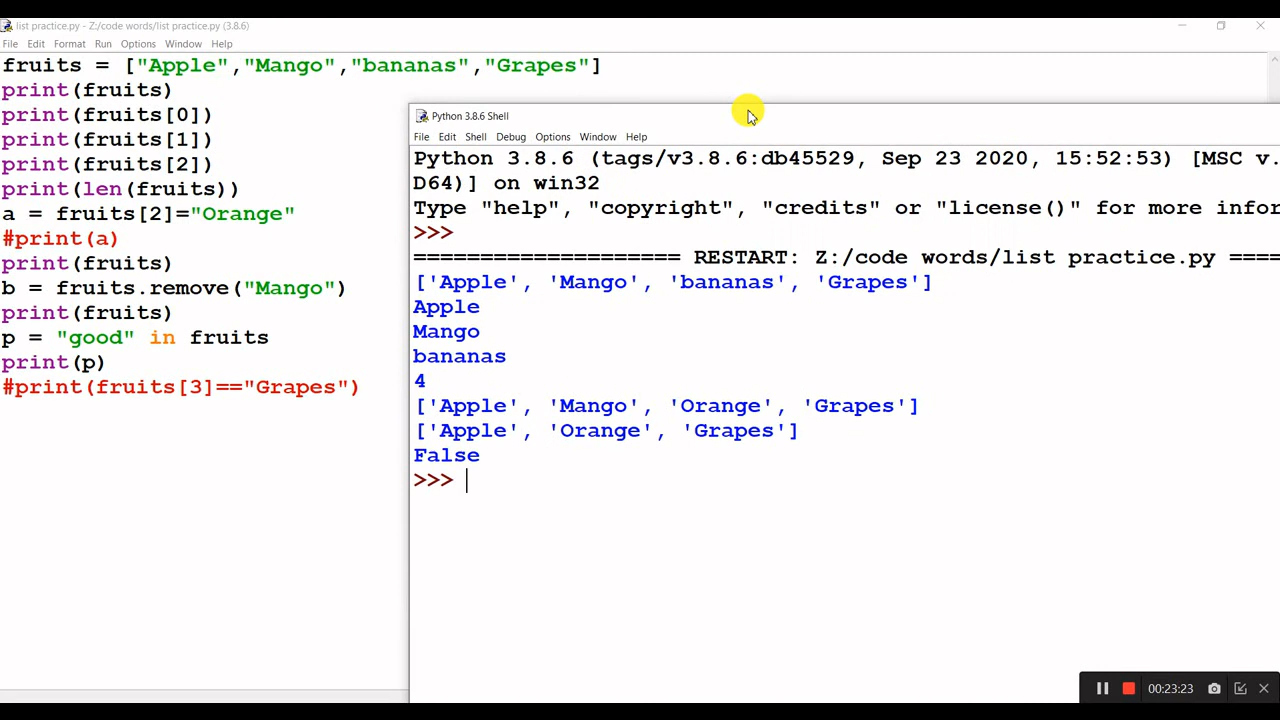 list practice.py - Z:/code words/list practice.py (3.8.6)
File Edit Format Run Options Window Help
fruits = ["Apple","Mango","bananas","Grapes"]
print(fruits)
print(fruits[0])
print(fruits[1])
print(fruits[2])
print(len(fruits))
a = fruits[2]="Orange"
#print(a)
print(fruits)
b = fruits.remove("Mango")
print(fruits)
p = "good" in fruits
print(p)
#print(fruits[3]=="Grapes")
Python 3.8.6 Shell
File Edit Shell Debug Options Window Help
Python 3.8.6 (tags/v3.8.6:db45529, Sep 23 2020, 15:52:53) [MSC v.
D64)] on win32
Type "help", "copyright", "credits" or "license()" for more infor
>>>
==================== RESTART: Z:/code words/list practice.py ====
['Apple', 'Mango', 'bananas', 'Grapes']
Apple
Mango
bananas
4
['Apple', 'Mango', 'Orange', 'Grapes']
['Apple', 'Orange', 'Grapes']
False
>>>
00:23:23